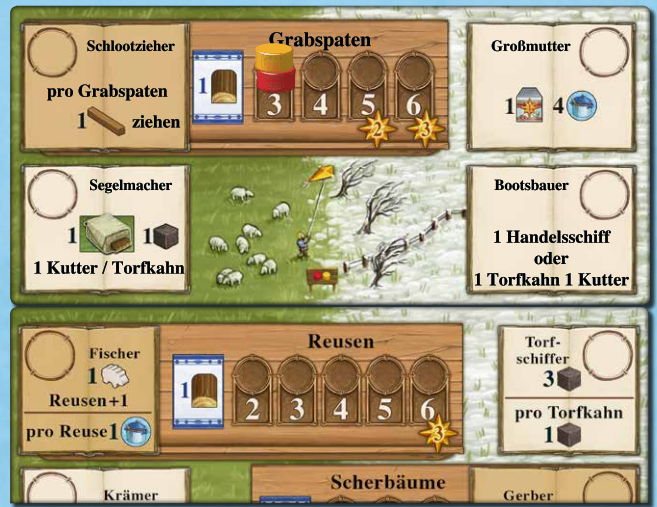 Schlootzieher
pro Grabspaten
1 ziehen
Grabspaten
1
3 4 5 6
2 3
Großmutter
1 4
Segelmacher
1 1
1 Kutter / Torfkahn
Bootsbauer
1 Handelsschiff
oder
1 Torfkahn 1 Kutter
Fischer
1
Reusen+1
pro Reuse 1
Reusen
1
2 3 4 5 6
3
Torf-
schiffer
3
pro Torfkahn
1
Krämer
Scherbäume
Gerber